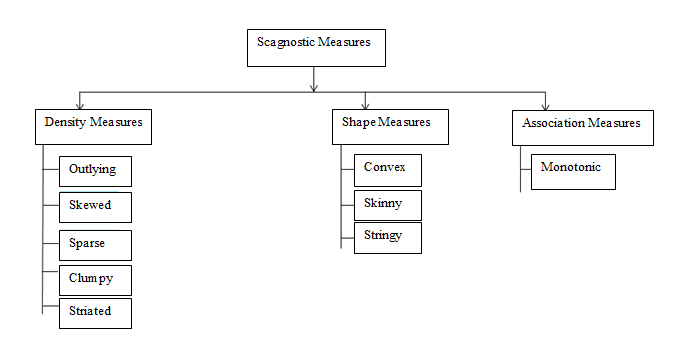 Scagnostic Measures
Density Measures
Shape Measures
Association Measures
Outlying
Skewed
Sparse
Clumpy
Striated
Convex
Skinny
Stringy
Monotonic